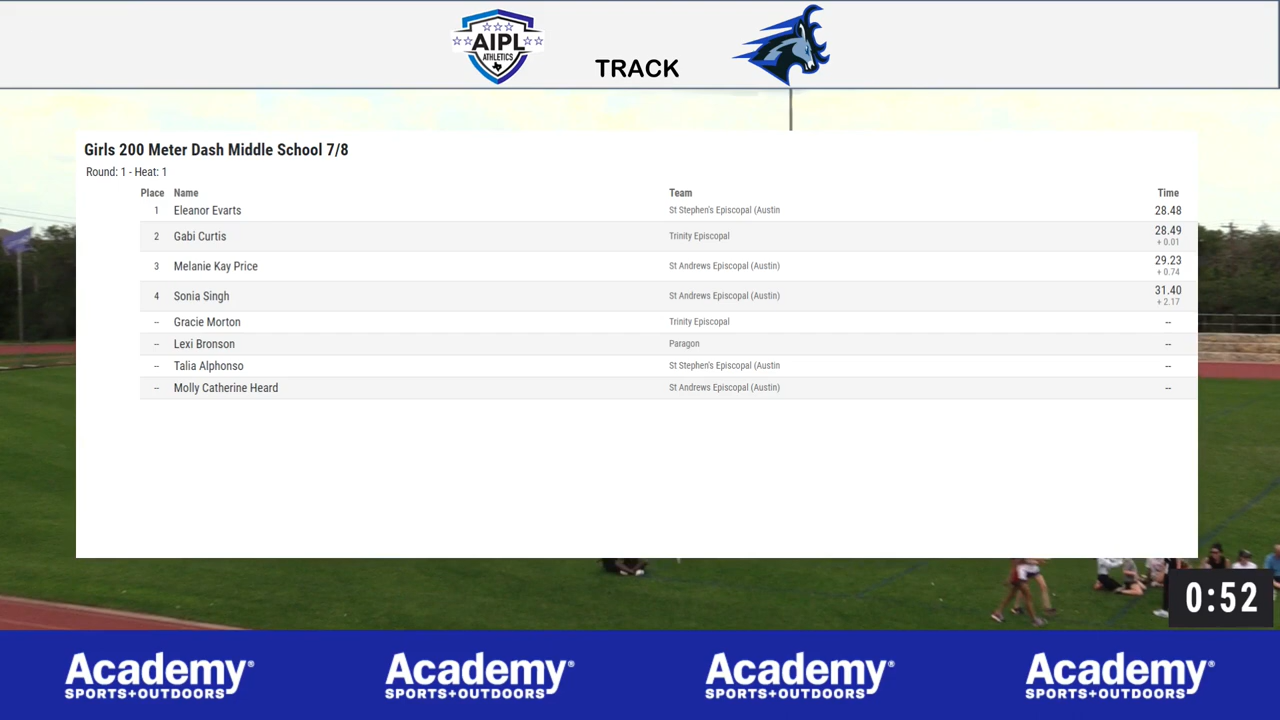 AIPL
ATHLETICS
TRACK
Girls 200 Meter Dash Middle School 7/8
Round: 1 - Heat: 1
Place Name Team Time
1 Eleanor Evarts St Stephen's Episcopal (Austin 28.48
2 Gabi Curtis Trinity Episcopal 28.49
+ 0.01
3 Melanie Kay Price St Andrews Episcopal (Austin) 29.23
+ 0.74
4 Sonia Singh St Andrews Episcopal (Austin) 31.40
+ 2.17
-- Gracie Morton Trinity Episcopal --
-- Lexi Bronson Paragon --
-- Talia Alphonso St Stephen's Episcopal (Austin --
-- Molly Catherine Heard St Andrews Episcopal (Austin) --
0:52
Academy® Academy® Academy® Academy®
SPORTS+OUTDOORS SPORTS+OUTDOORS SPORTS+OUTDOORS SPORTS+OUTDOORS